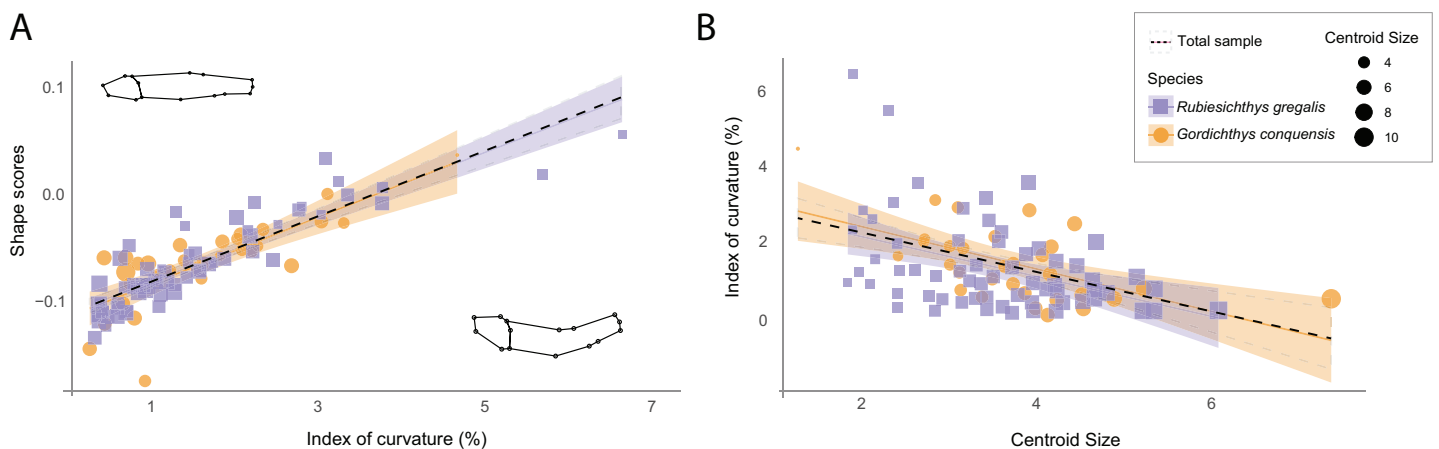 A
Shape scores
0.1
0.0
−0.1
1 3 5 7
Index of curvature (%)
B
Index of curvature (%)
6
4
2
0
2 4 6
Centroid Size
Total sample
Species
Rubiesichthys gregalis
Gordichthys conquensis
Centroid Size
4
6
8
10